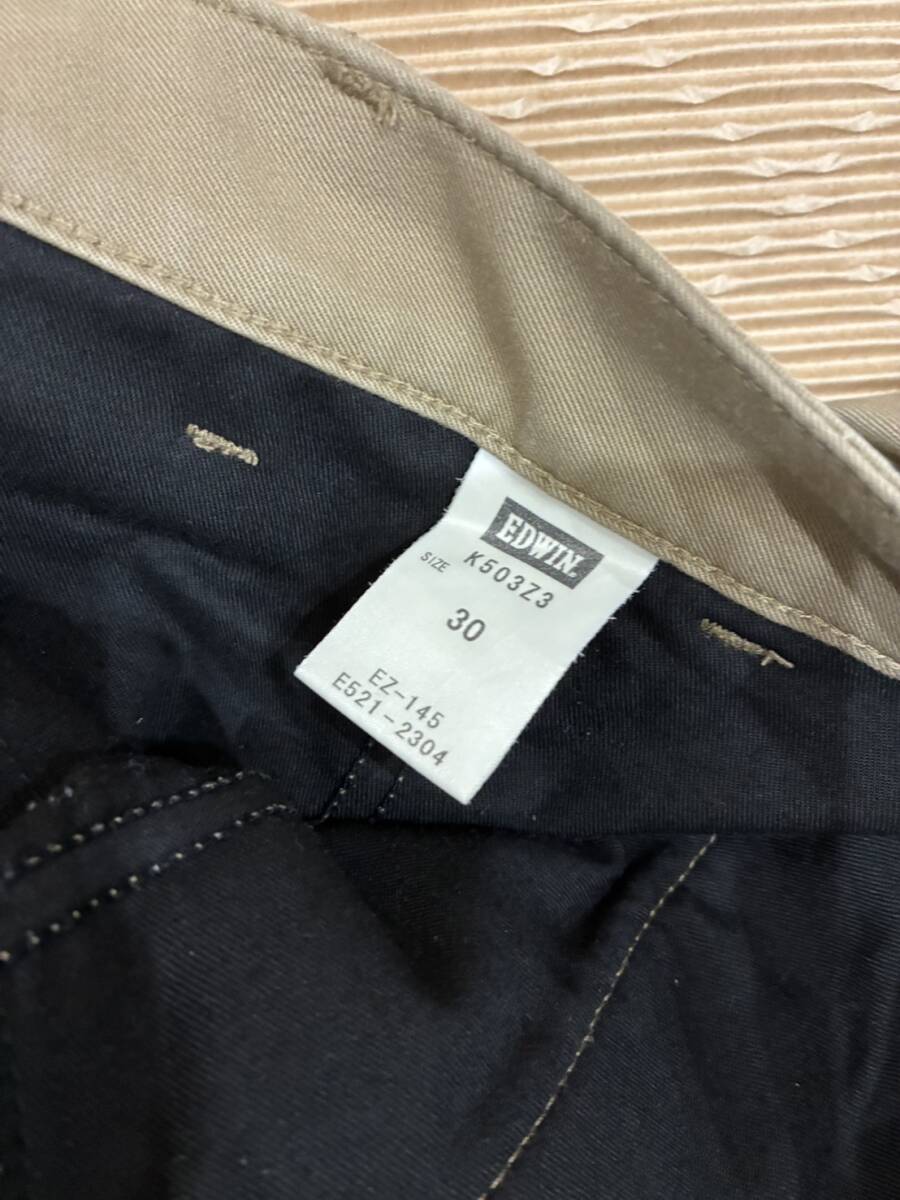 EDWIN.
K503Z3
SIZE
30
EZ-145
E521-2304